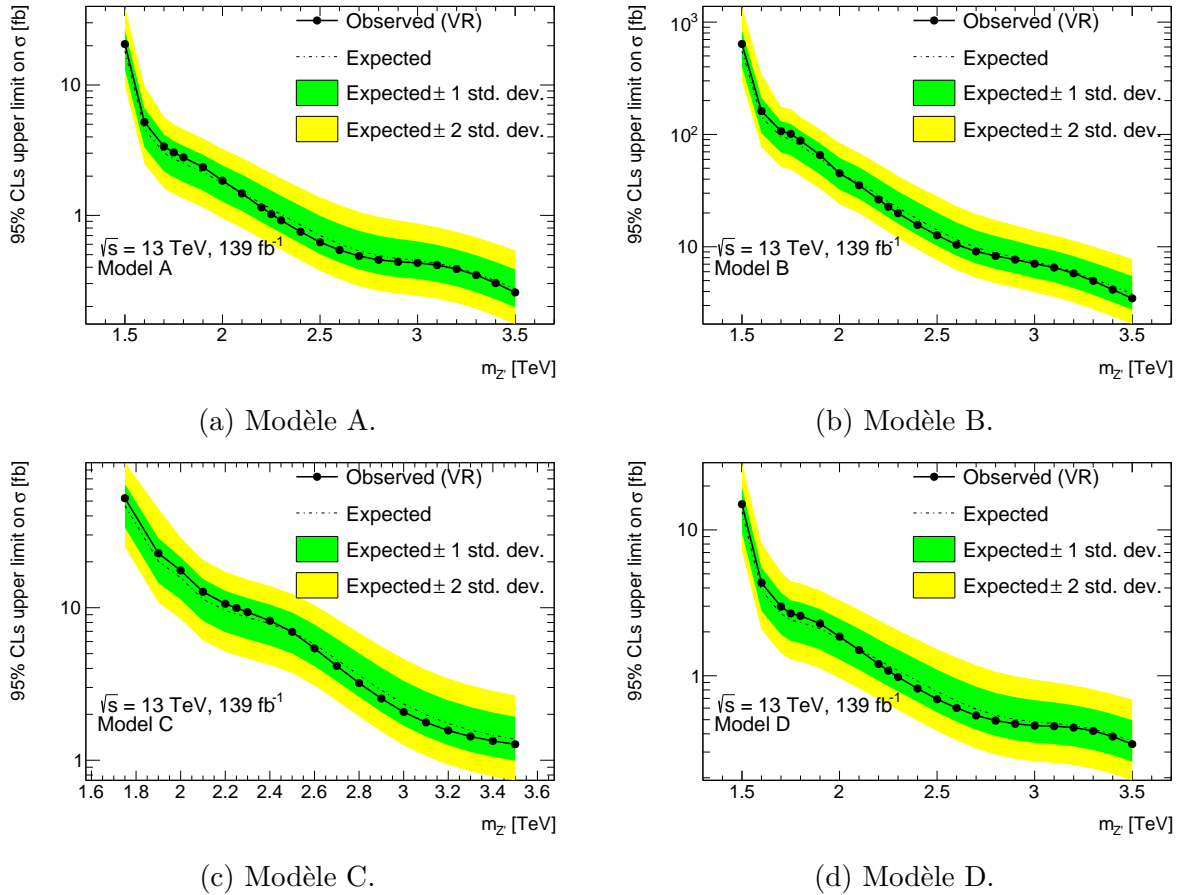 95% CLs upper limit on σ [fb]
10
1
Observed (VR)
Expected
Expected ± 1 std. dev.
Expected ± 2 std. dev.
√s = 13 TeV, 139 fb⁻¹
Model A
1.5 2 2.5 3 3.5
m_Z' [TeV]
(a) Modèle A.
95% CLs upper limit on σ [fb]
10³
10²
10
Observed (VR)
Expected
Expected ± 1 std. dev.
Expected ± 2 std. dev.
√s = 13 TeV, 139 fb⁻¹
Model B
1.5 2 2.5 3 3.5
m_Z' [TeV]
(b) Modèle B.
95% CLs upper limit on σ [fb]
10
1
Observed (VR)
Expected
Expected ± 1 std. dev.
Expected ± 2 std. dev.
√s = 13 TeV, 139 fb⁻¹
Model C
1.6 1.8 2 2.2 2.4 2.6 2.8 3 3.2 3.4 3.6
m_Z' [TeV]
(c) Modèle C.
95% CLs upper limit on σ [fb]
10
1
Observed (VR)
Expected
Expected ± 1 std. dev.
Expected ± 2 std. dev.
√s = 13 TeV, 139 fb⁻¹
Model D
1.5 2 2.5 3 3.5
m_Z' [TeV]
(d) Modèle D.